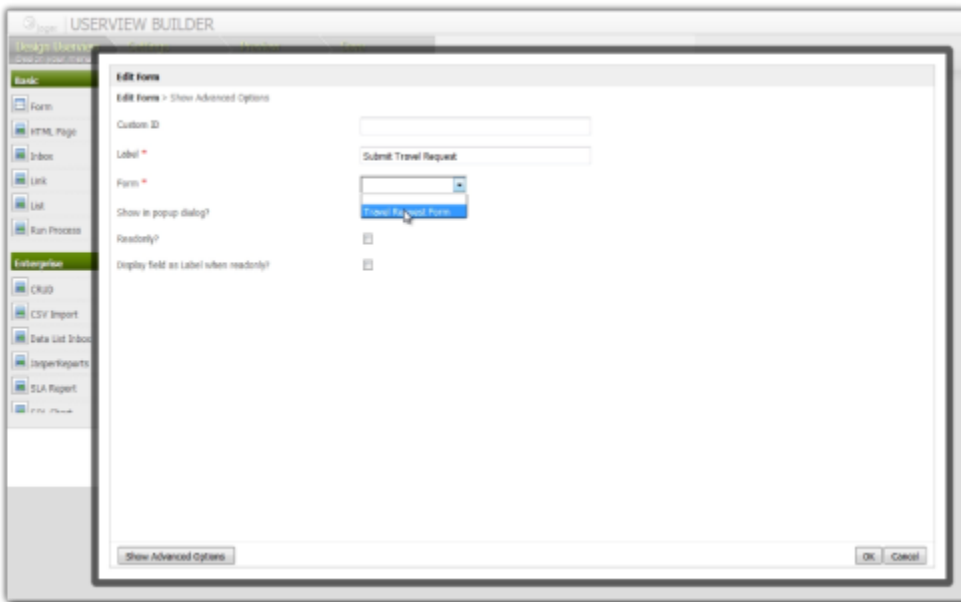 USERVIEW BUILDER
Design Userview
Basic
Form
HTML Page
Inbox
Link
List
Run Process
Enterprise
CRUD
CSV Import
Data List Inbox
JasperReports
SLA Report
Edit Form
Edit Form > Show Advanced Options
Custom ID
Label * Submit Travel Request
Form *
Travel Request Form
Show in popup dialog?
Readonly?
Display field as Label when readonly?
Show Advanced Options
OK Cancel